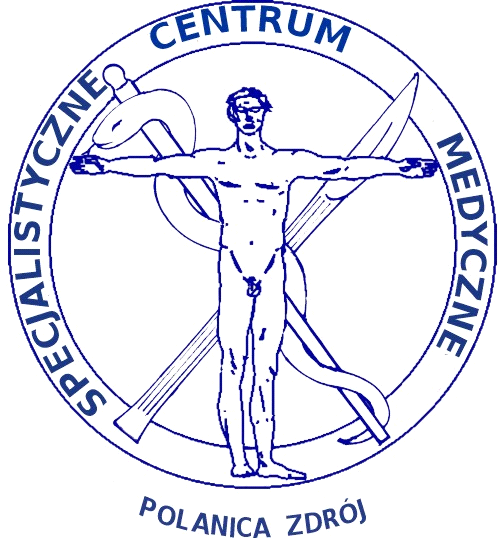 SPECJALISTYCZNE CENTRUM MEDYCZNE
POLANICA ZDRÓJ